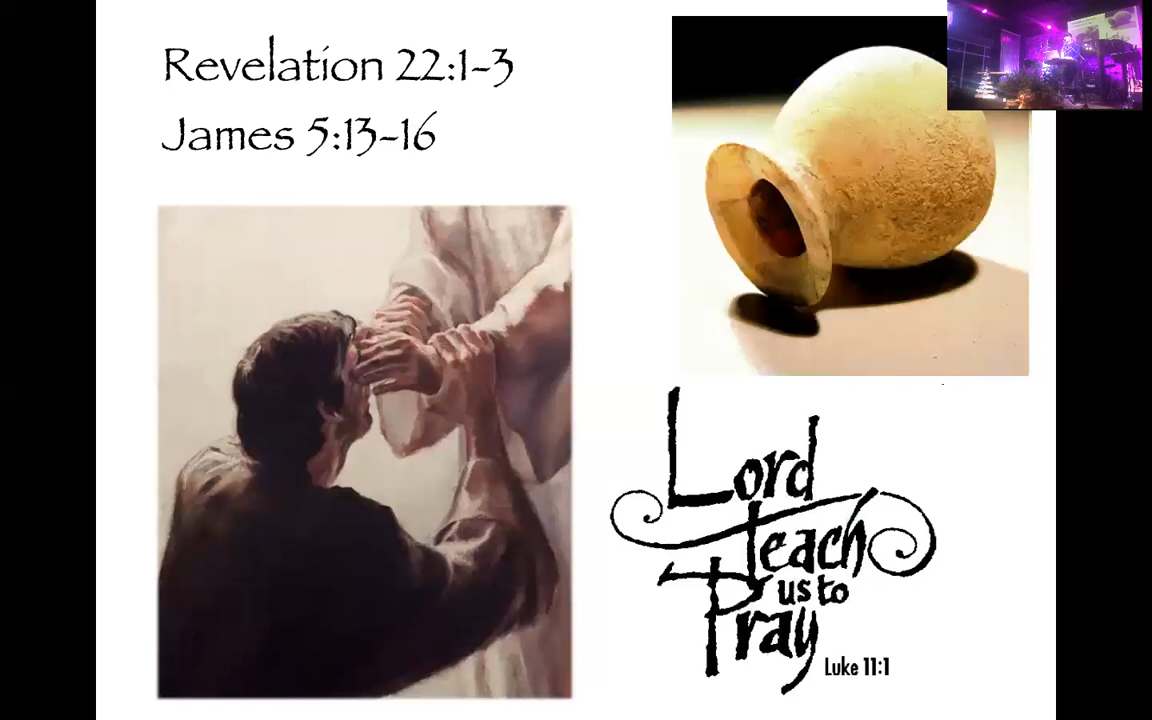 Revelation 22:1-3
James 5:13-16
Lord
teach
us to
Pray
Luke 11:1